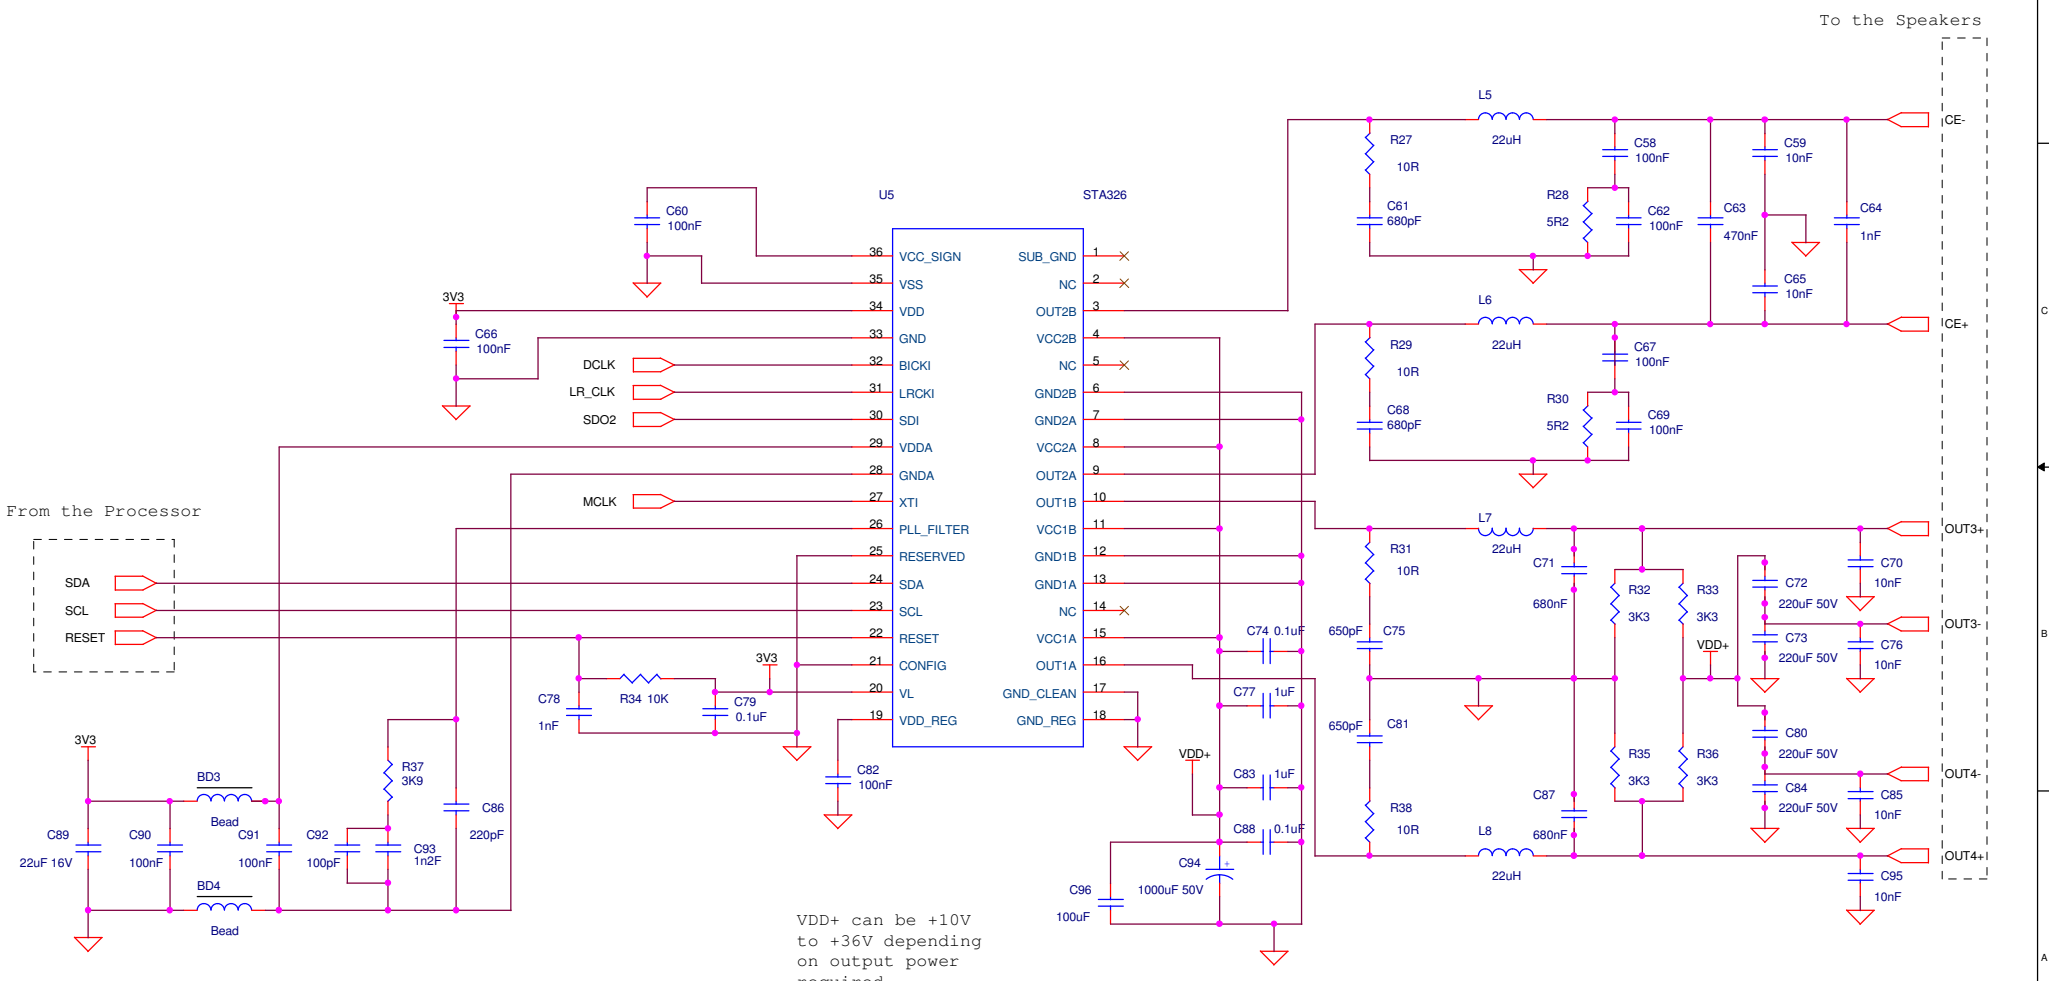 To the Speakers
L5
22uH
CE-
R27
10R
C58
100nF
C59
10nF
R28
5R2
C61
680pF
C62
100nF
C63
470nF
C64
1nF
C65
10nF
L6
22uH
CE+
R29
10R
C67
100nF
R30
5R2
C68
680pF
C69
100nF
U5
STA326
C60
100nF
3V3
C66
100nF
DCLK
LR_CLK
SDO2
MCLK
36 VCC_SIGN
35 VSS
34 VDD
33 GND
32 BICKI
31 LRCKI
30 SDI
29 VDDA
28 GNDA
27 XTI
26 PLL_FILTER
25 RESERVED
24 SDA
23 SCL
22 RESET
21 CONFIG
20 VL
19 VDD_REG
SUB_GND 1
NC 2
OUT2B 3
VCC2B 4
NC 5
GND2B 6
GND2A 7
VCC2A 8
OUT2A 9
OUT1B 10
VCC1B 11
GND1B 12
GND1A 13
NC 14
VCC1A 15
OUT1A 16
GND_CLEAN 17
GND_REG 18
From the Processor
SDA
SCL
RESET
C78
1nF
R34 10K
3V3
C79
0.1uF
C82
100nF
3V3
BD3
Bead
R37
3K9
C86
220pF
C89
22uF 16V
C90
100nF
C91
100nF
C92
100pF
C93
1n2F
BD4
Bead
C74 0.1uF
C77 1uF
VDD+
C83 1uF
C88 0.1uF
C94
+
1000uF 50V
C96
100uF
L7
22uH
OUT3+
R31
10R
C71
680nF
R32
3K3
R33
3K3
C72
220uF 50V
C70
10nF
OUT3-
C73
220uF 50V
C76
10nF
650pF C75
VDD+
650pF C81
C80
220uF 50V
R35
3K3
R36
3K3
OUT4-
C84
220uF 50V
C85
10nF
C87
680nF
R38
10R
L8
22uH
OUT4+
C95
10nF
VDD+ can be +10V
to +36V depending
on output power
required
C
B
A